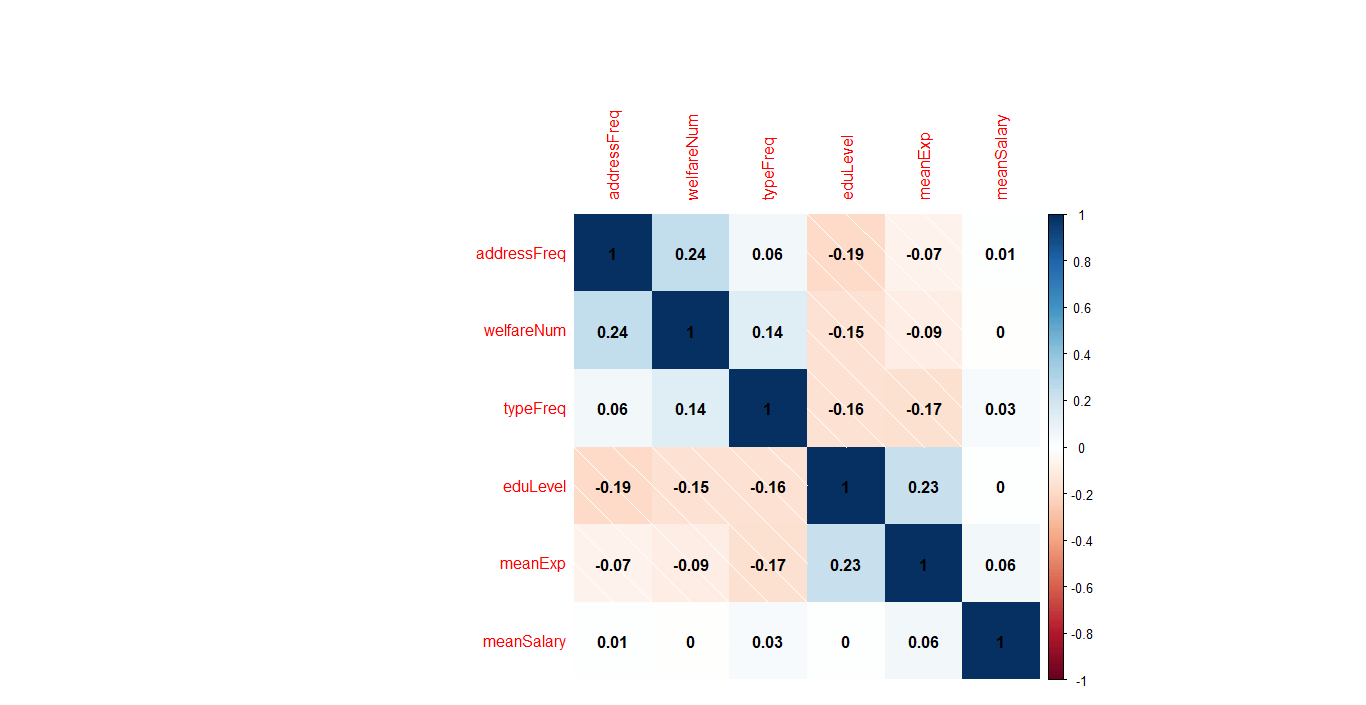 addressFreq welfareNum typeFreq eduLevel meanExp meanSalary
addressFreq 1 0.24 0.06 -0.19 -0.07 0.01
welfareNum 0.24 1 0.14 -0.15 -0.09 0
typeFreq 0.06 0.14 1 -0.16 -0.17 0.03
eduLevel -0.19 -0.15 -0.16 1 0.23 0
meanExp -0.07 -0.09 -0.17 0.23 1 0.06
meanSalary 0.01 0 0.03 0 0.06 1
1
0.8
0.6
0.4
0.2
0
-0.2
-0.4
-0.6
-0.8
-1